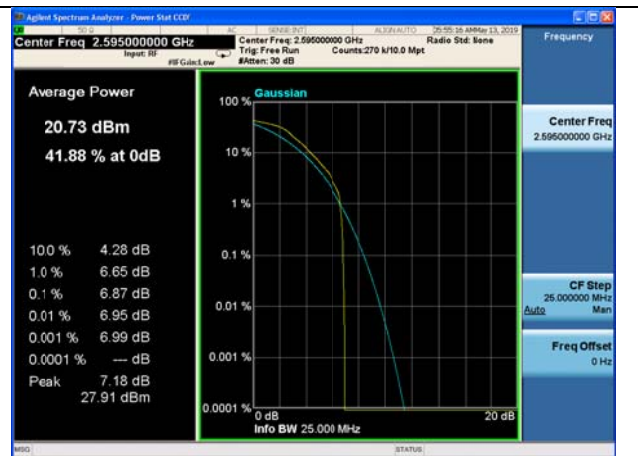 Agilent Spectrum Analyzer - Power Stat CCDF
50 Ω AC SENSE:INT ALIGN AUTO 05:55:16 AM May 13, 2019
Center Freq 2.595000000 GHz
Input: RF
#IFGain:Low
Center Freq: 2.595000000 GHz
Trig: Free Run Counts:270 k/10.0 Mpt
#Atten: 30 dB
Radio Std: None
Frequency
Average Power
20.73 dBm
41.88 % at 0dB
10.0 % 4.28 dB
1.0 % 6.65 dB
0.1 % 6.87 dB
0.01 % 6.95 dB
0.001 % 6.99 dB
0.0001 % --- dB
Peak 7.18 dB
27.91 dBm
Gaussian
100 %
10 %
1 %
0.1 %
0.01 %
0.001 %
0.0001 %
0 dB 20 dB
Info BW 25.000 MHz
Center Freq
2.595000000 GHz
CF Step
25.000000 MHz
Auto Man
Freq Offset
0 Hz
MSG STATUS